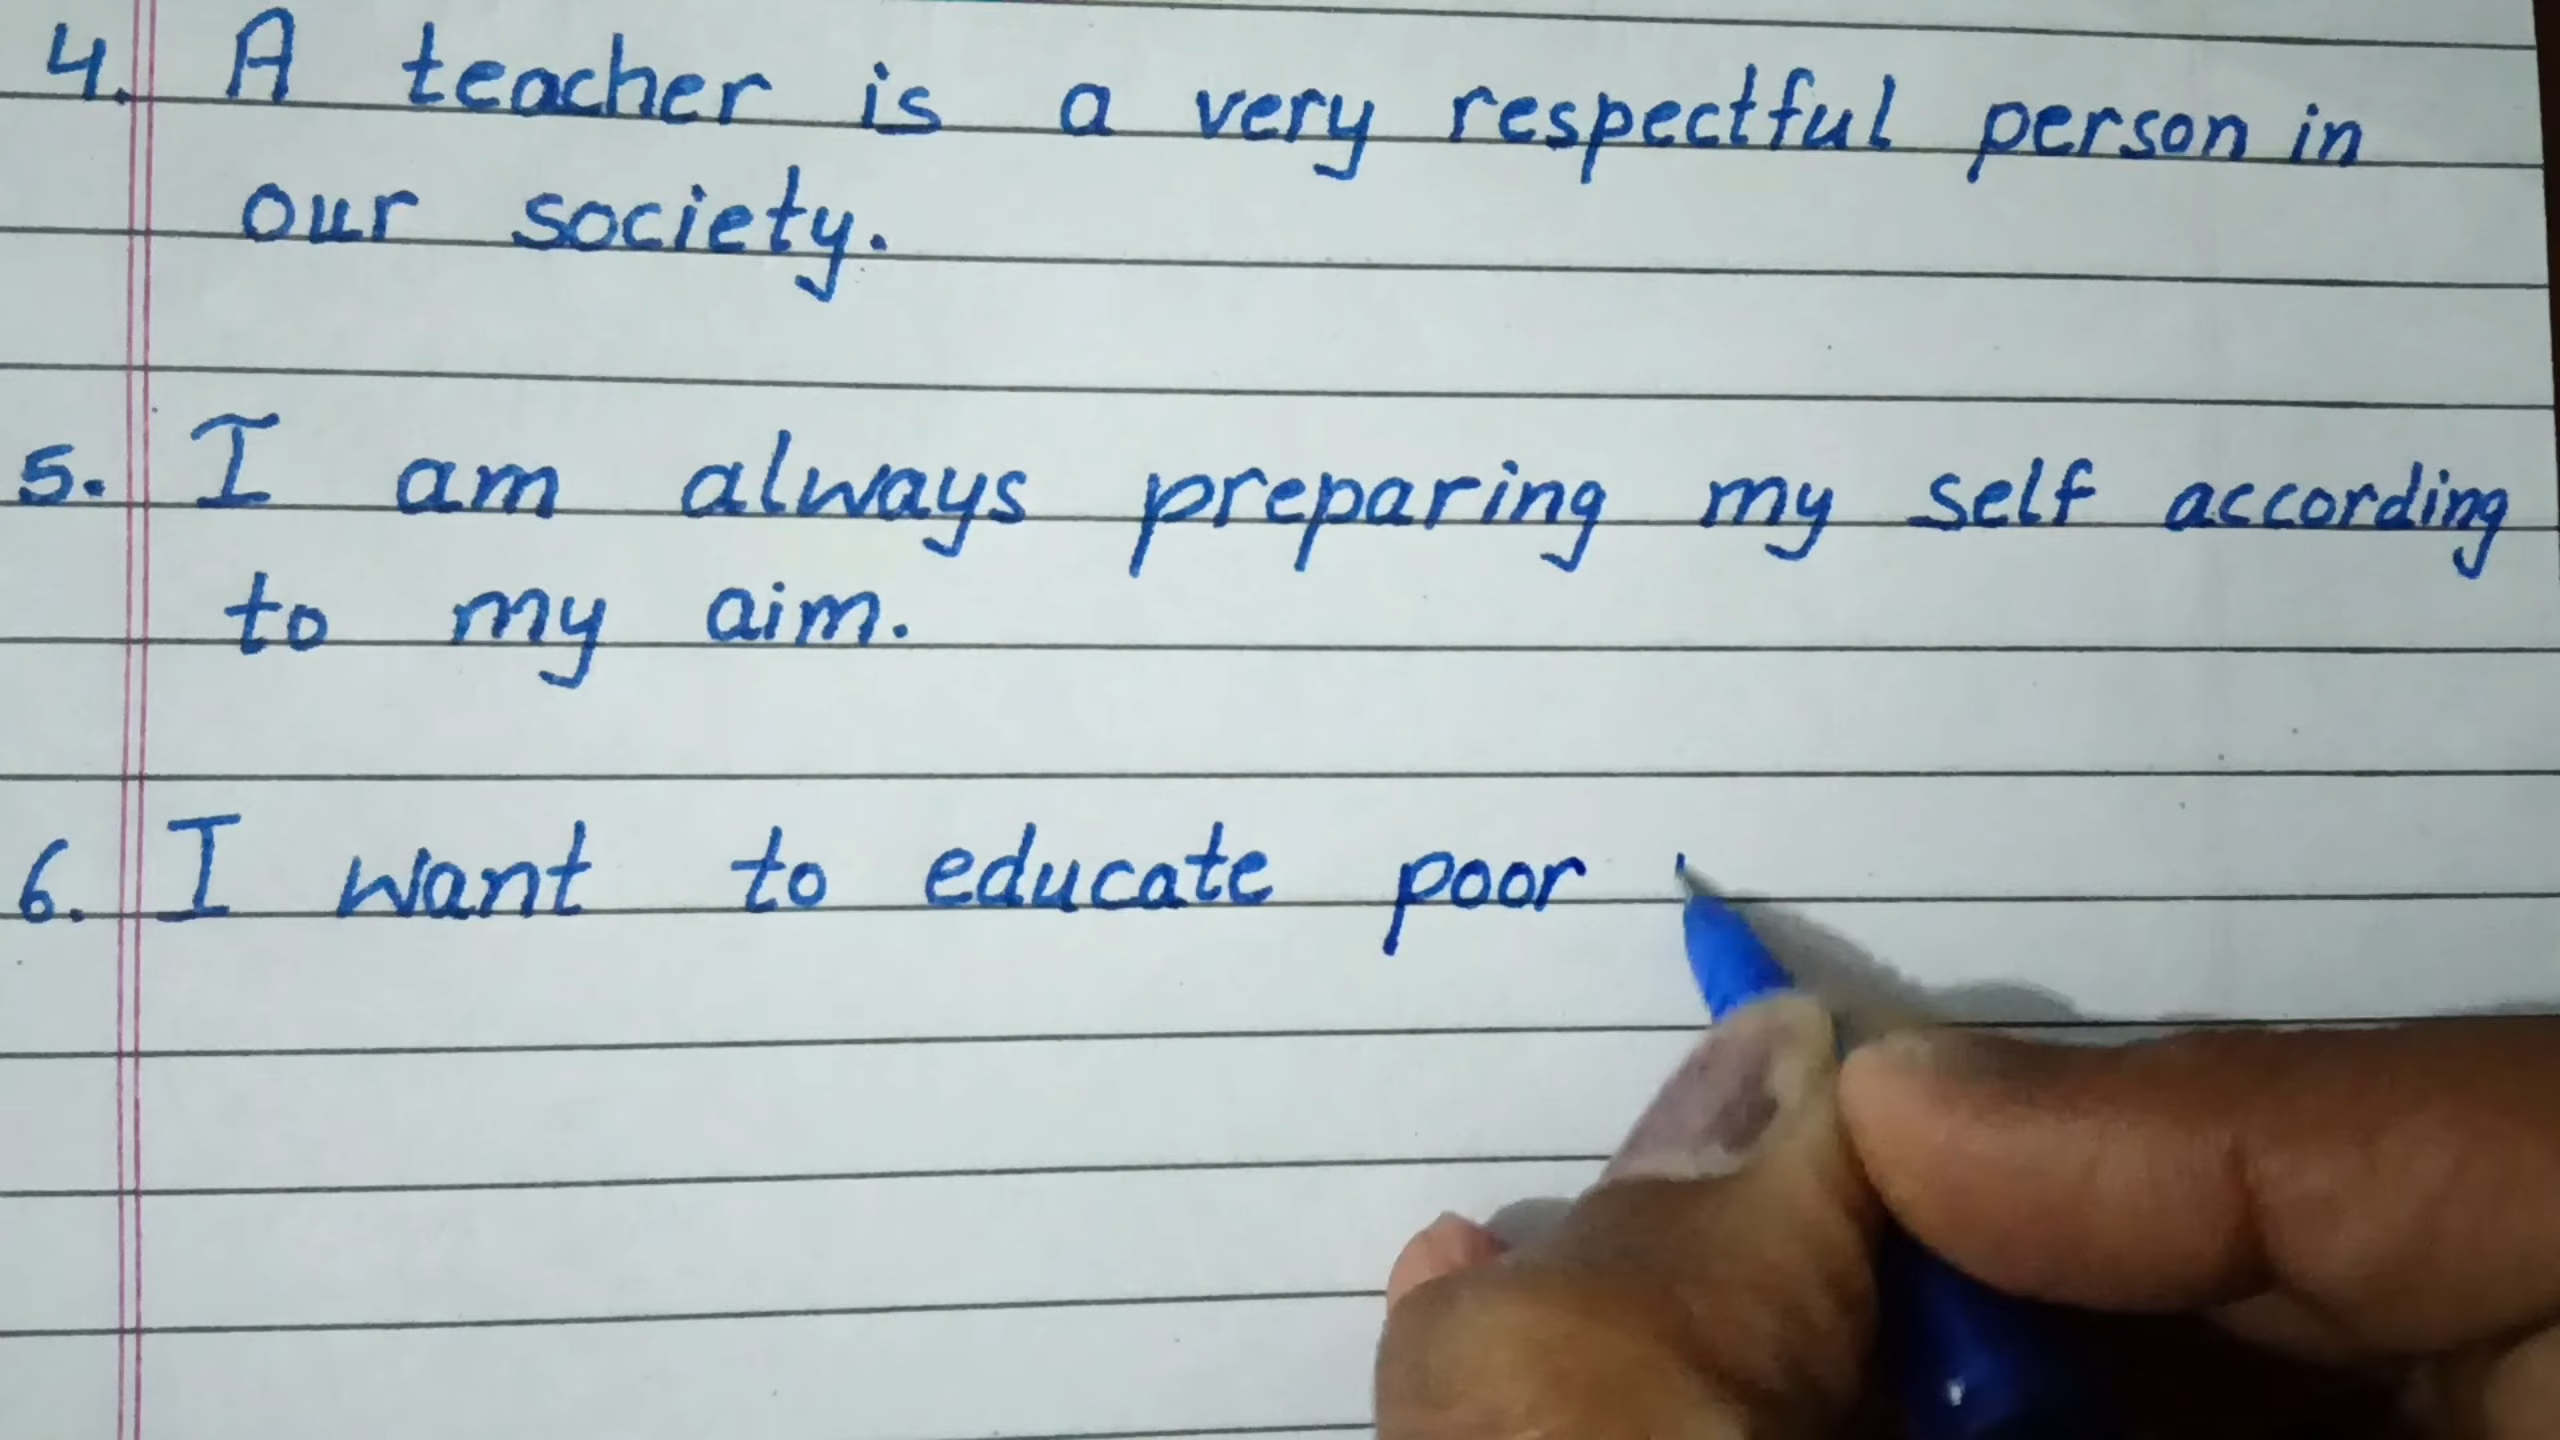 4. A teacher is a very respectful person in
our society.
5. I am always preparing my self according
to my aim.
6. I want to educate poor